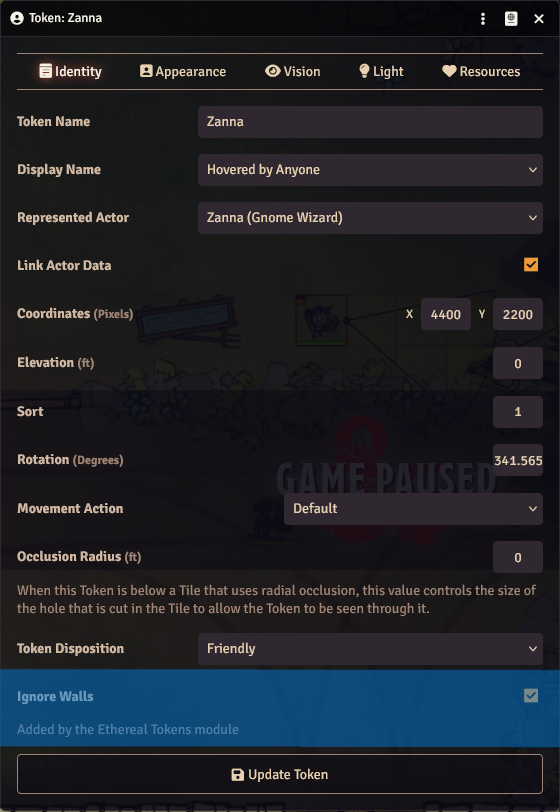 Token: Zanna
Identity Appearance Vision Light Resources
Token Name Zanna
Display Name Hovered by Anyone
Represented Actor Zanna (Gnome Wizard)
Link Actor Data
Coordinates (Pixels) X 4400 Y 2200
Elevation (ft) 0
Sort 1
Rotation (Degrees) 341.565
GAME PAUSED
Movement Action Default
Occlusion Radius (ft) 0
When this Token is below a Tile that uses radial occlusion, this value controls the size of
the hole that is cut in the Tile to allow the Token to be seen through it.
Token Disposition Friendly
Ignore Walls
Added by the Ethereal Tokens module
Update Token